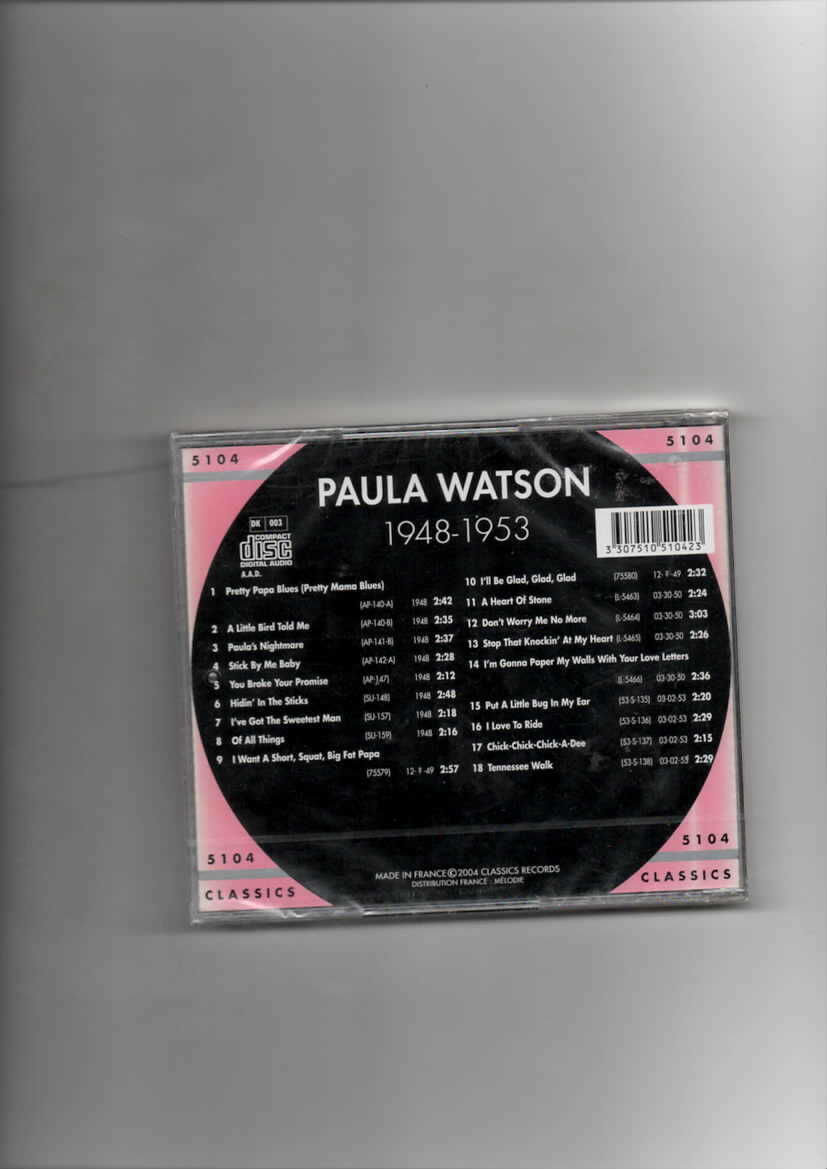 5104
5104
PAULA WATSON
1948-1953
DK 003
COMPACT
disc
DIGITAL AUDIO
A.A.D.
3 307510 510423
1 Pretty Papa Blues (Pretty Mama Blues)
(AP-140-A) 1948 2:42
2 A Little Bird Told Me (AP-140-B) 1948 2:35
3 Paula's Nightmare (AP-141-B) 1948 2:37
4 Stick By Me Baby (AP-142-A) 1948 2:28
5 You Broke Your Promise 1948 2:12
6 Hidin' In The Sticks (SU-148) 1948 2:48
7 I've Got The Sweetest Man (SU-157) 1948 2:18
8 Of All Things (SU-159) 1948 2:16
9 I Want A Short, Squat, Big Fat Papa
(75579) 12-?-49 2:57
10 I'll Be Glad, Glad, Glad (75580) 12-?-49 2:32
11 A Heart Of Stone (L-5463) 03-30-50 2:24
12 Don't Worry Me No More (L-5464) 03-30-50 3:03
13 Stop That Knockin' At My Heart (L-5465) 03-30-50 2:26
14 I'm Gonna Paper My Walls With Your Love Letters
(L-5466) 03-30-50 2:36
15 Put A Little Bug In My Ear (53-S-135) 03-02-53 2:20
16 I Love To Ride (53-S-136) 03-02-53 2:29
17 Chick-Chick-Chick-A-Dee (53-S-137) 03-02-53 2:15
18 Tennessee Walk (53-S-138) 03-02-53 2:29
5104
CLASSICS
MADE IN FRANCE ©2004 CLASSICS RECORDS
DISTRIBUTION FRANCE : MÉLODIE
5104
CLASSICS